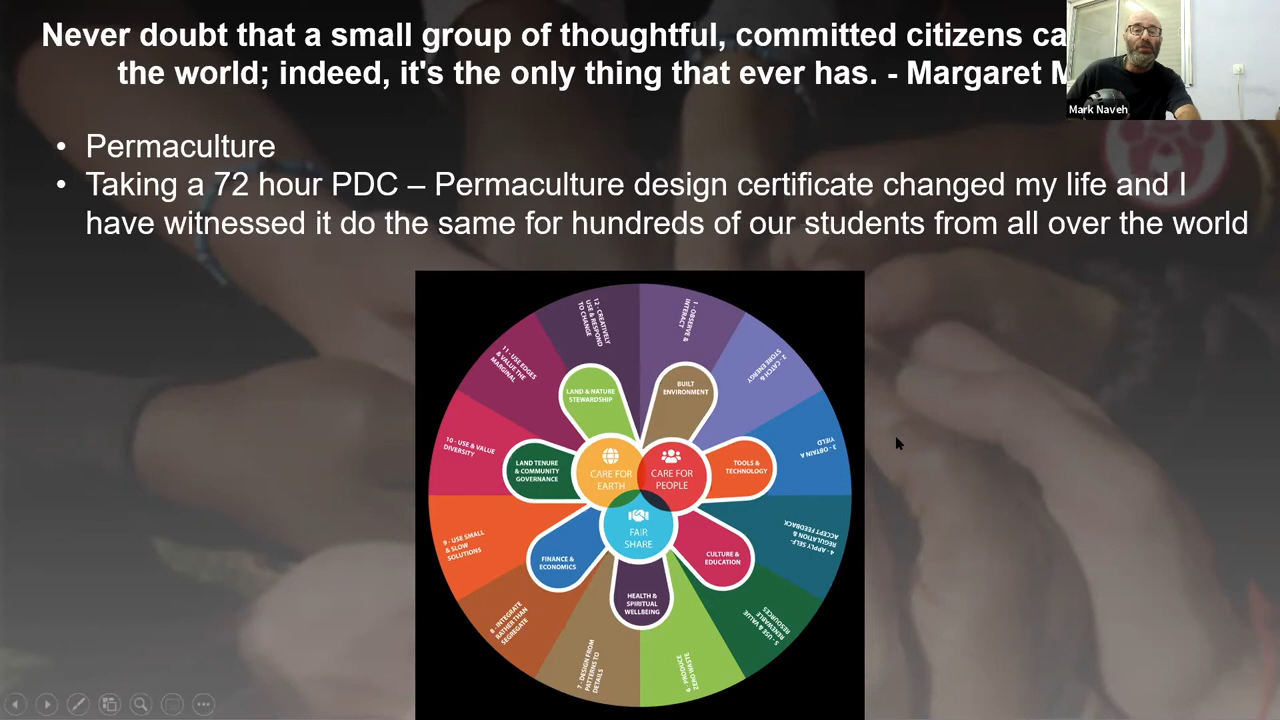 Never doubt that a small group of thoughtful, committed citizens ca
the world; indeed, it's the only thing that ever has. - Margaret M
Mark Naveh
• Permaculture
• Taking a 72 hour PDC – Permaculture design certificate changed my life and I
have witnessed it do the same for hundreds of our students from all over the world
1 - OBSERVE &
INTERACT
2 - CATCH &
STORE ENERGY
3 - OBTAIN A
YIELD
4 - APPLY SELF-
REGULATION &
ACCEPT FEEDBACK
5 - USE & VALUE
RENEWABLE
RESOURCES
6 - PRODUCE
ZERO WASTE
7 - DESIGN FROM
PATTERNS TO
DETAILS
8 - INTEGRATE
RATHER THAN
SEGREGATE
9 - USE SMALL
& SLOW
SOLUTIONS
10 - USE & VALUE
DIVERSITY
11 - USE EDGES
& VALUE THE
MARGINAL
12 - CREATIVELY
USE & RESPOND
TO CHANGE
LAND & NATURE
STEWARDSHIP
BUILT
ENVIRONMENT
TOOLS &
TECHNOLOGY
CULTURE &
EDUCATION
HEALTH &
SPIRITUAL
WELLBEING
FINANCE &
ECONOMICS
LAND TENURE
& COMMUNITY
GOVERNANCE
CARE FOR
EARTH
CARE FOR
PEOPLE
FAIR
SHARE